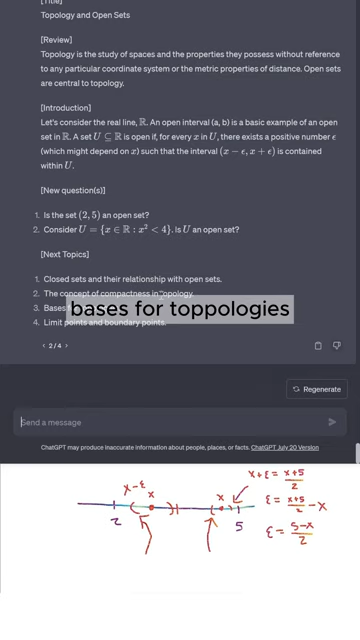 [Title]
Topology and Open Sets
[Review]
Topology is the study of spaces and the properties they possess without reference
to any particular coordinate system or the metric properties of distance. Open sets
are central to topology.
[Introduction]
Let's consider the real line, ℝ. An open interval (a, b) is a basic example of an open
set in ℝ. A set U ⊆ ℝ is open if, for every x in U, there exists a positive number ϵ
(which might depend on x) such that the interval (x − ϵ, x + ϵ) is contained
within U.
[New question(s)]
1. Is the set (2, 5) an open set?
2. Consider U = {x ∈ ℝ : x² < 4}. Is U an open set?
[Next Topics]
1. Closed sets and their relationship with open sets.
2. The concept of compactness in topology.
bases for toppologies
3. Bases
4. Limit points and boundary points.
< 2/4 >
Regenerate
Send a message
ChatGPT may produce inaccurate information about people, places, or facts. ChatGPT July 20 Version
x+ε = x+5/2
x-ε
x
x
ε = x+5/2 - x
2
5
ε = 5-x/2